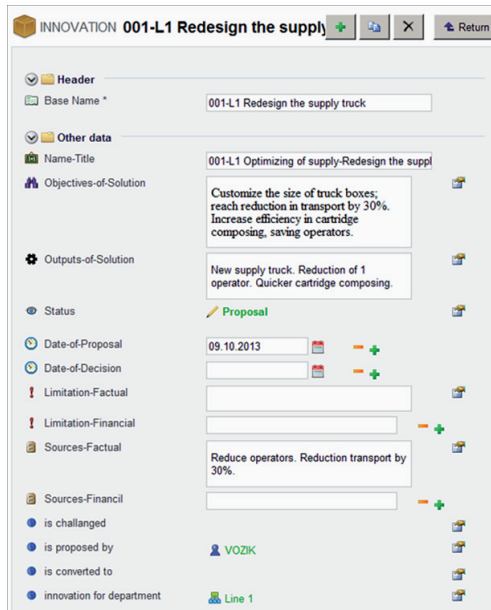 INNOVATION 001-L1 Redesign the supply
Return
Header
Base Name *
001-L1 Redesign the supply truck
Other data
Name-Title
001-L1 Optimizing of supply-Redesign the suppl
Objectives-of-Solution
Customize the size of truck boxes;
reach reduction in transport by 30%.
Increase efficiency in cartridge
composing, saving operators.
Outputs-of-Solution
New supply truck. Reduction of 1
operator. Quicker cartridge composing.
Status
Proposal
Date-of-Proposal
09.10.2013
Date-of-Decision
Limitation-Factual
Limitation-Financial
Sources-Factual
Reduce operators. Reduction transport by
30%.
Sources-Financil
is challanged
is proposed by
VOZIK
is converted to
innovation for department
Line 1